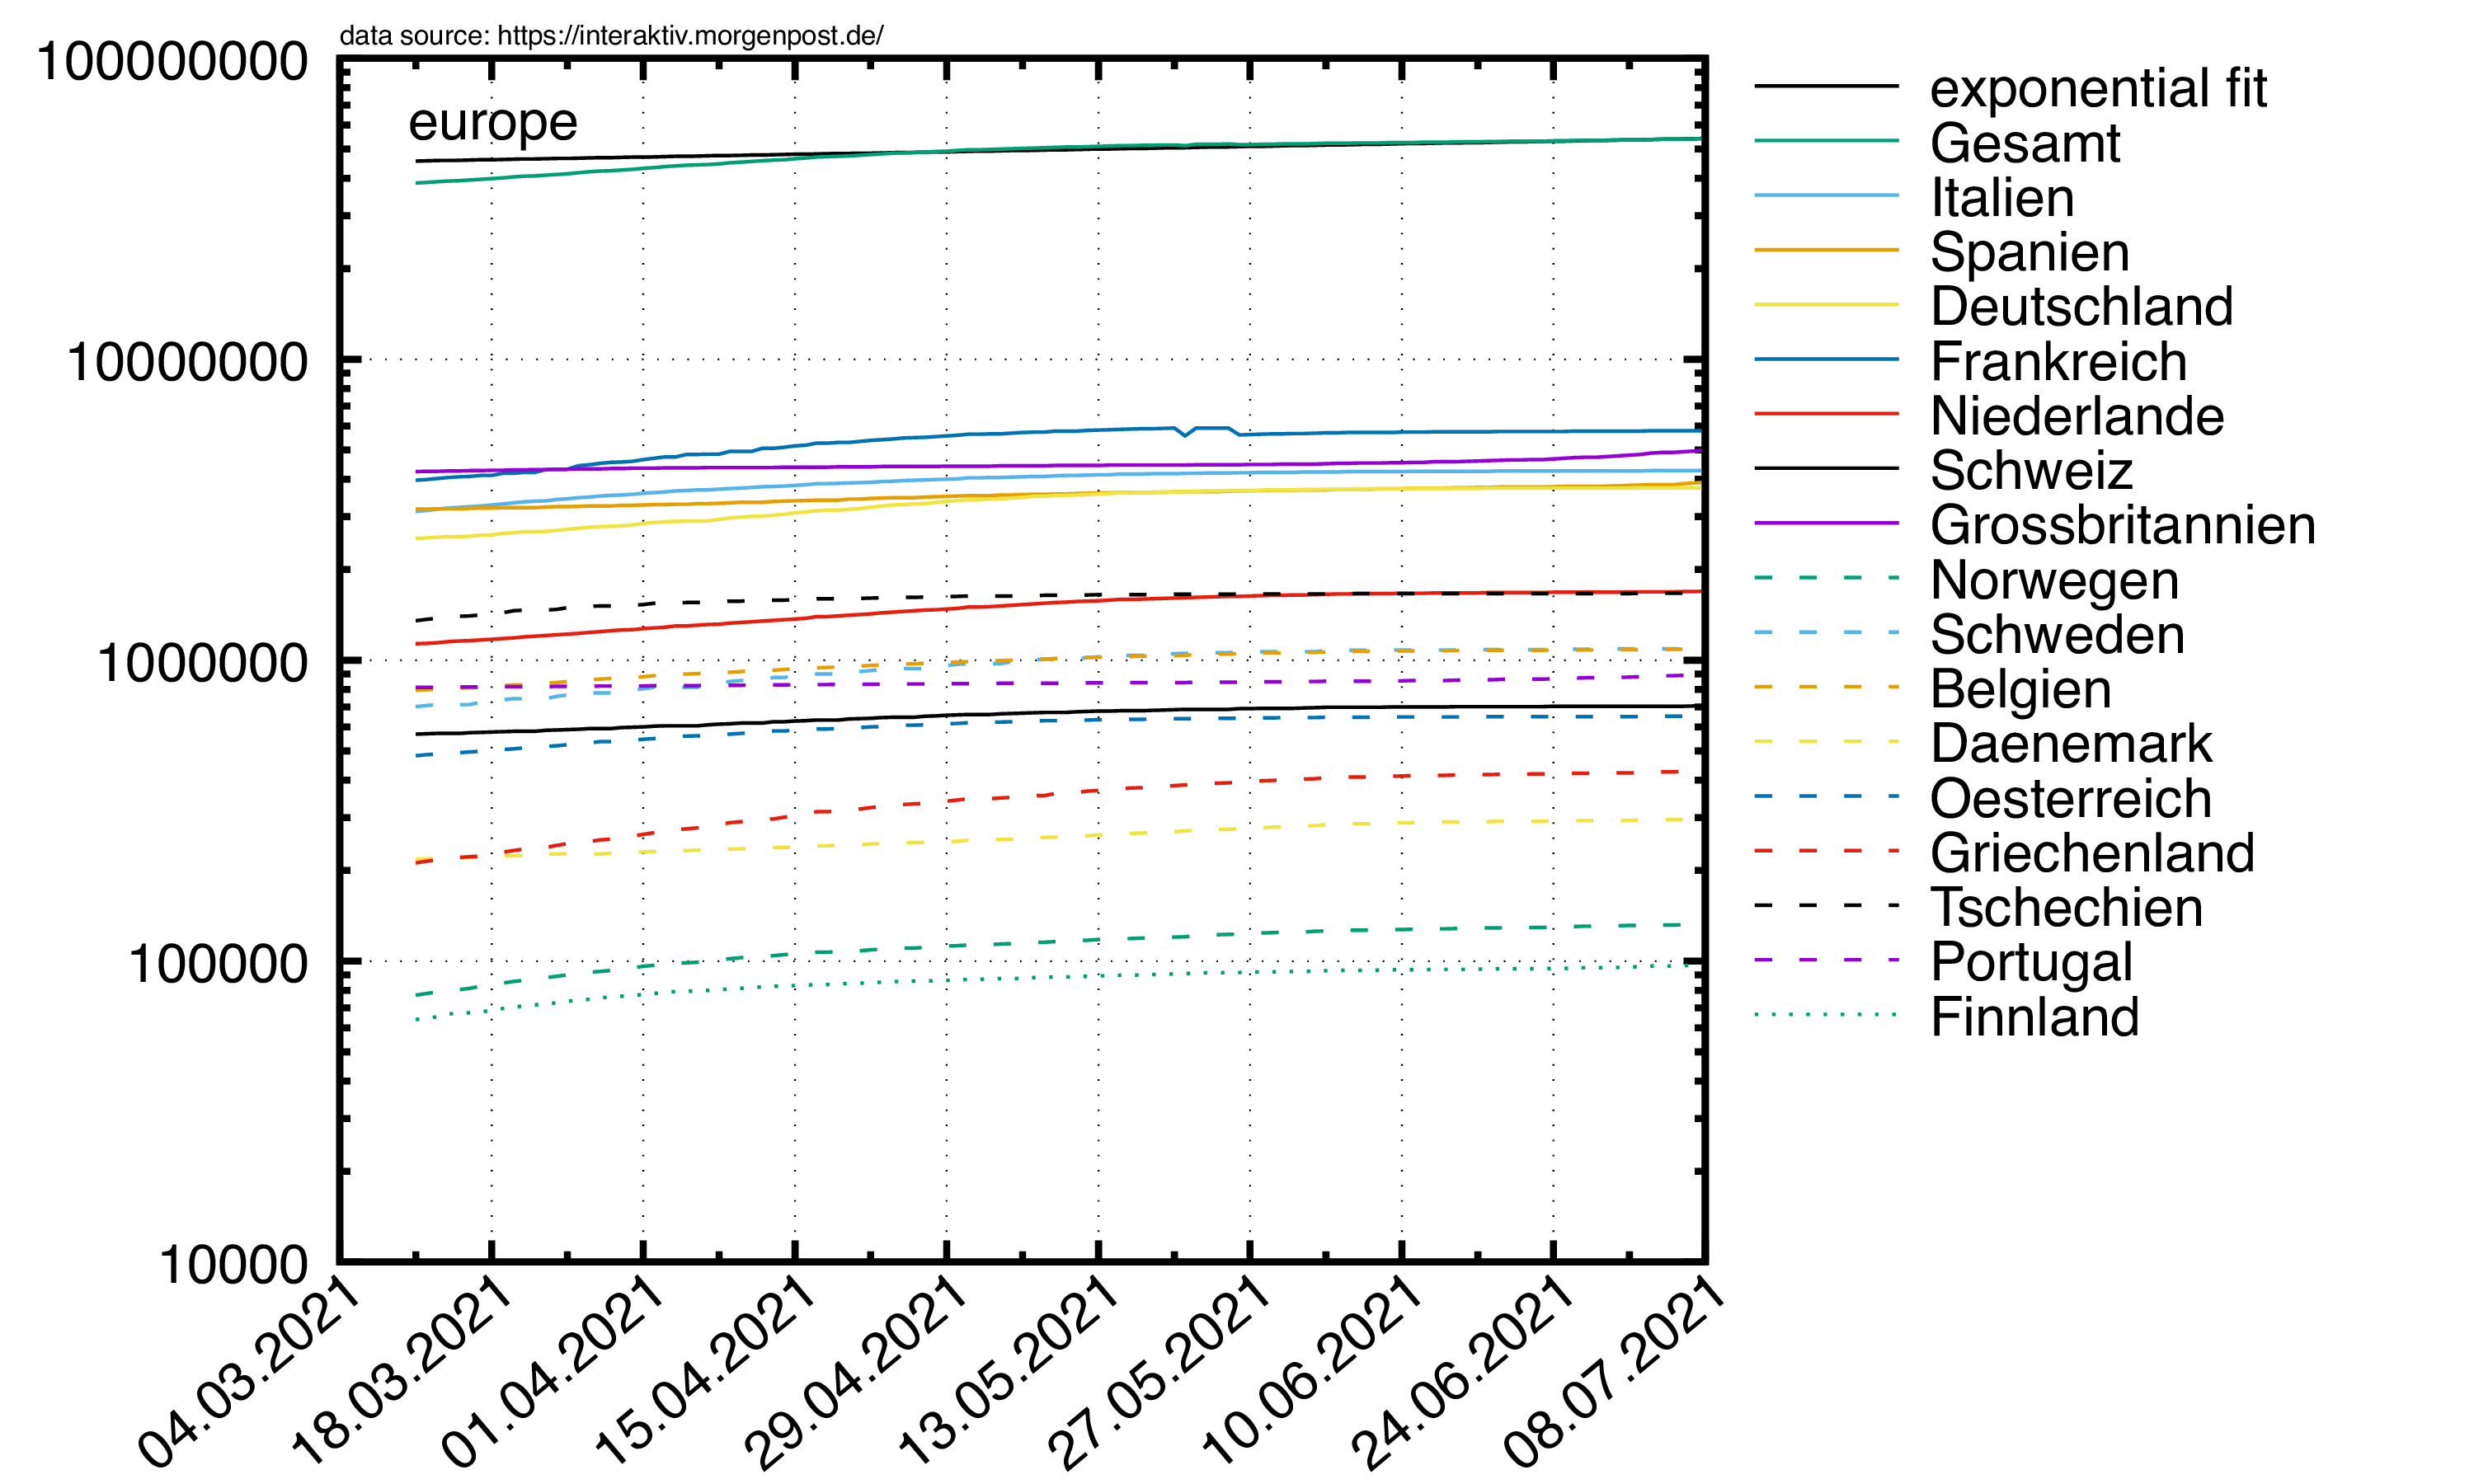 data source: https://interaktiv.morgenpost.de/
europe
100000000
10000000
1000000
100000
10000
04.03.2021
18.03.2021
01.04.2021
15.04.2021
29.04.2021
13.05.2021
27.05.2021
10.06.2021
24.06.2021
08.07.2021
exponential fit
Gesamt
Italien
Spanien
Deutschland
Frankreich
Niederlande
Schweiz
Grossbritannien
Norwegen
Schweden
Belgien
Daenemark
Oesterreich
Griechenland
Tschechien
Portugal
Finnland